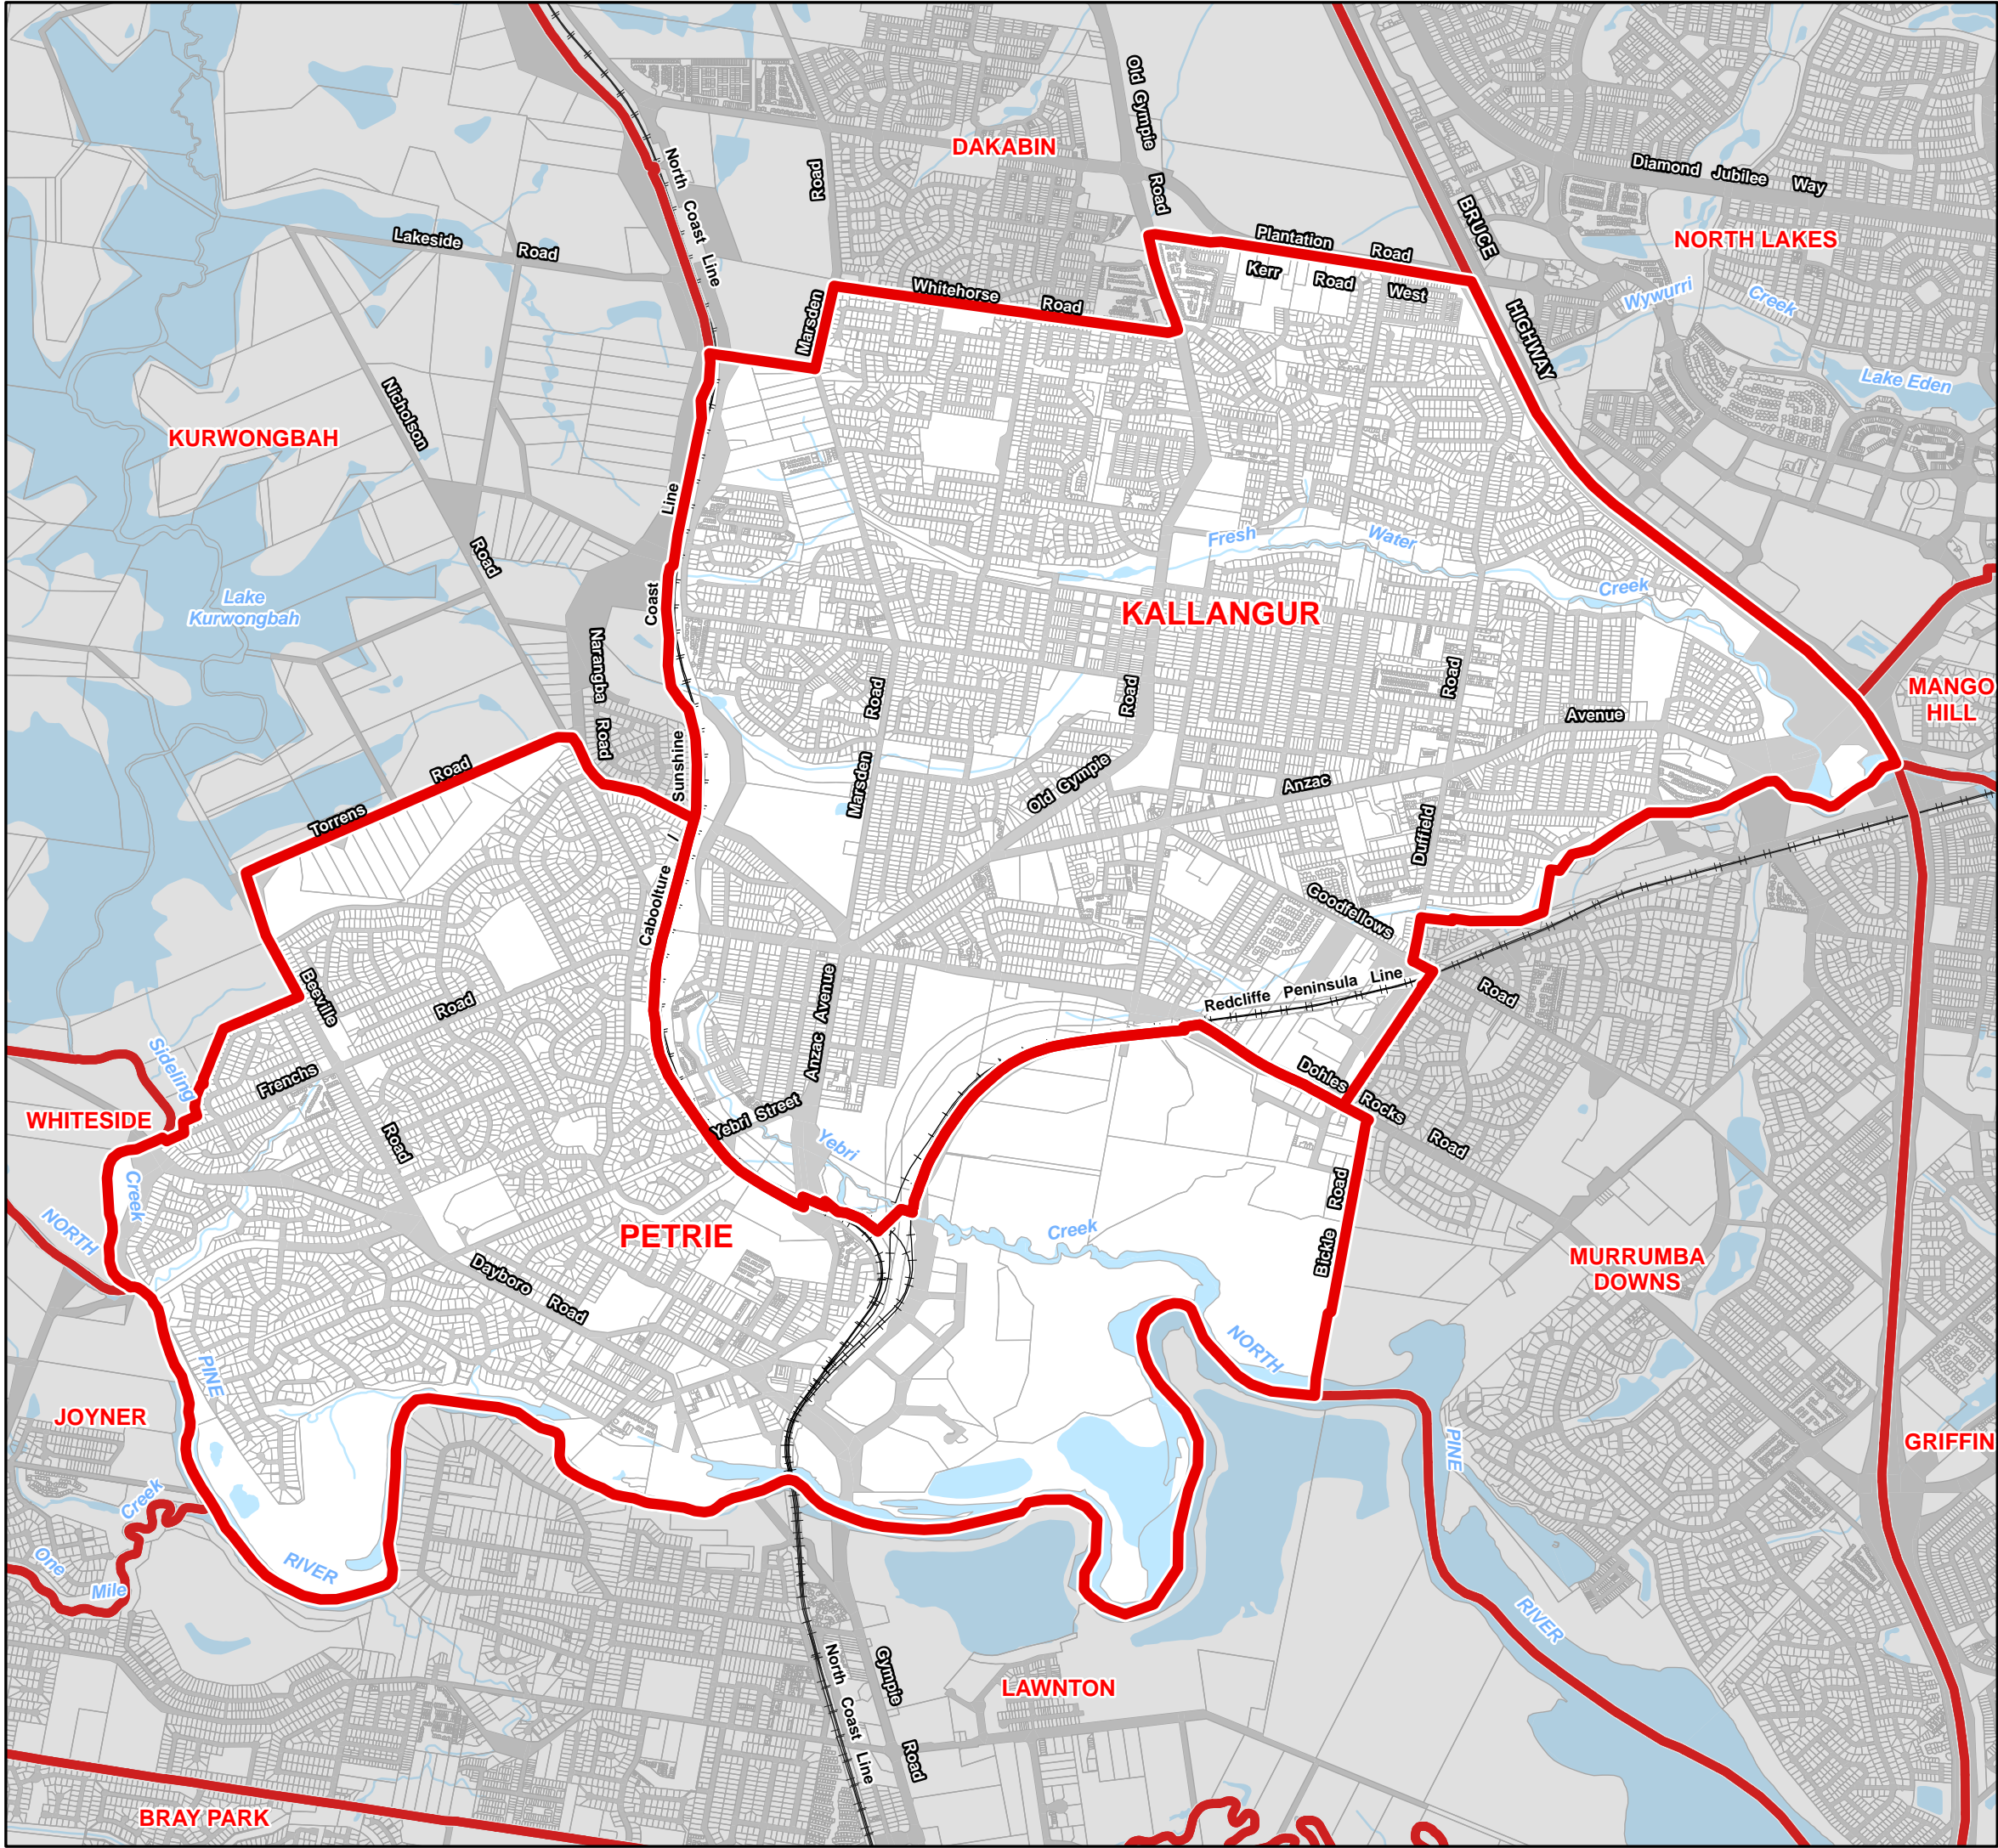 Old Gympie
Road
DAKABIN
North Coast Line
Road
Diamond Jubilee Way
BRUCE
HIGHWAY
NORTH LAKES
Lakeside Road
Plantation Road
Kerr Road West
Whitehorse Road
Marsden
Wywurri
Creek
Lake Eden
Nicholson
Road
KURWONGBAH
Line
Coast
Sunshine
/
Caboolture
Fresh Water Creek
Lake
Kurwongbah
KALLANGUR
Narangba
Road
Road
Marsden
Road
Old Gympie
Road
Duffield
Avenue
Anzac
MANGO
HILL
Torrens Road
Goodfellows
Road
Beeville
Road
Road
Frenchs
Anzac Avenue
Redcliffe Peninsula Line
Sideling
Creek
WHITESIDE
Yebri Street
Yebri
Creek
Dohles Rocks
Road
Bickle Road
NORTH
PINE
RIVER
PETRIE
Dayboro Road
MURRUMBA
DOWNS
NORTH
PINE
RIVER
JOYNER
GRIFFIN
Creek
One Mile
North Coast Line
Gympie
Road
LAWNTON
BRAY PARK